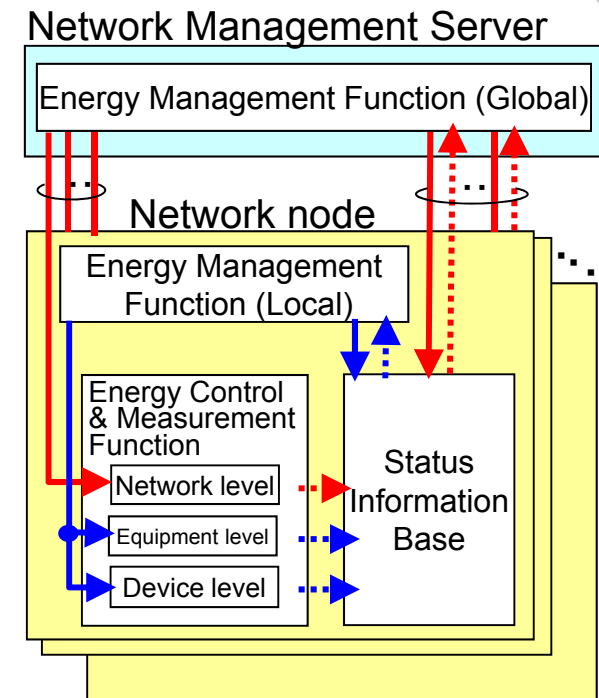 Network Management Server
Energy Management Function (Global)
Network node
Energy Management
Function (Local)
Energy Control
& Measurement
Function
Network level
Equipment level
Device level
Status
Information
Base